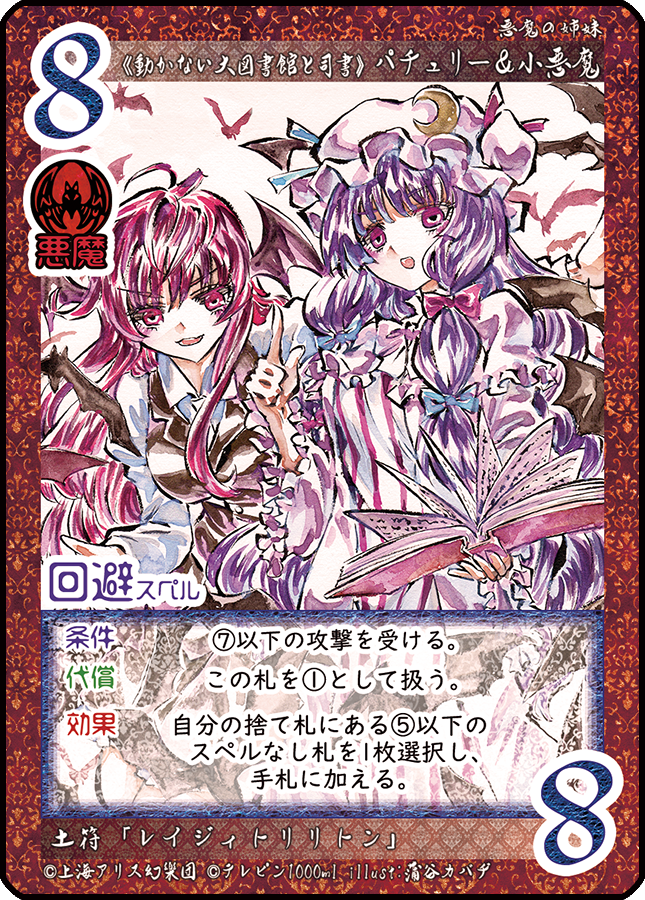 8
悪魔の姉妹
《動かない大図書館と司書》 パチュリー&小悪魔
悪魔
回避スペル
条件 ⑦以下の攻撃を受ける。
代償 この札を①として扱う。
効果 自分の捨て札にある⑤以下の
スペルなし札を1枚選択し、
手札に加える。
8
土符「レイジィトリリトン」
©上海アリス幻樂団 ©テレピン1000ml illust:蒲谷カバヂ